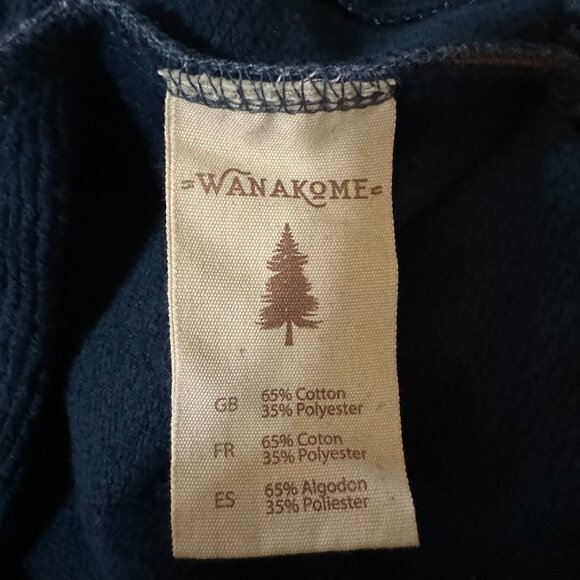 WANAKOME
GB 65% Cotton
35% Polyester
FR 65% Coton
35% Polyester
ES 65% Algodon
35% Poliester